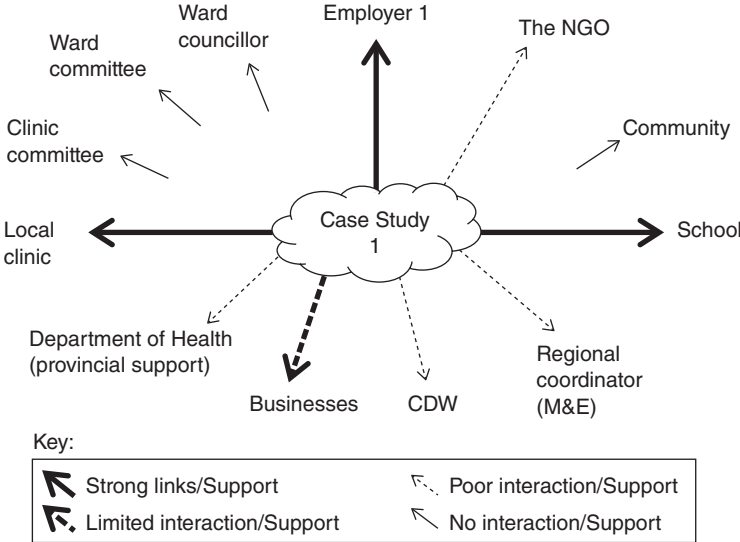 Employer 1
Ward
councillor
The NGO
Ward
committee
Clinic
committee
Community
Case Study
1
Local
clinic
School
Department of Health
(provincial support)
Regional
coordinator
(M&E)
Businesses
CDW
Key:
Strong links/Support
Poor interaction/Support
Limited interaction/Support
No interaction/Support